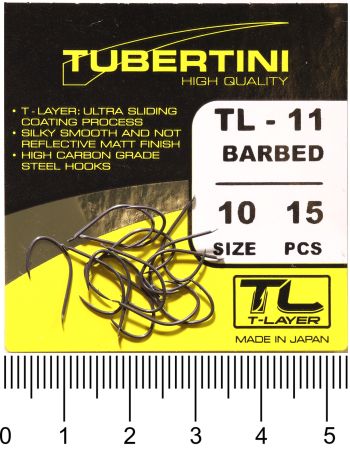 TUBERTINI
HIGH QUALITY
• T-LAYER: ULTRA SLIDING
COATING PROCESS
• SILKY SMOOTH AND NOT
REFLECTIVE MATT FINISH
• HIGH CARBON GRADE
STEEL HOOKS
TL - 11
BARBED
10 15
SIZE PCS
TL
T-LAYER
MADE IN JAPAN
0 1 2 3 4 5